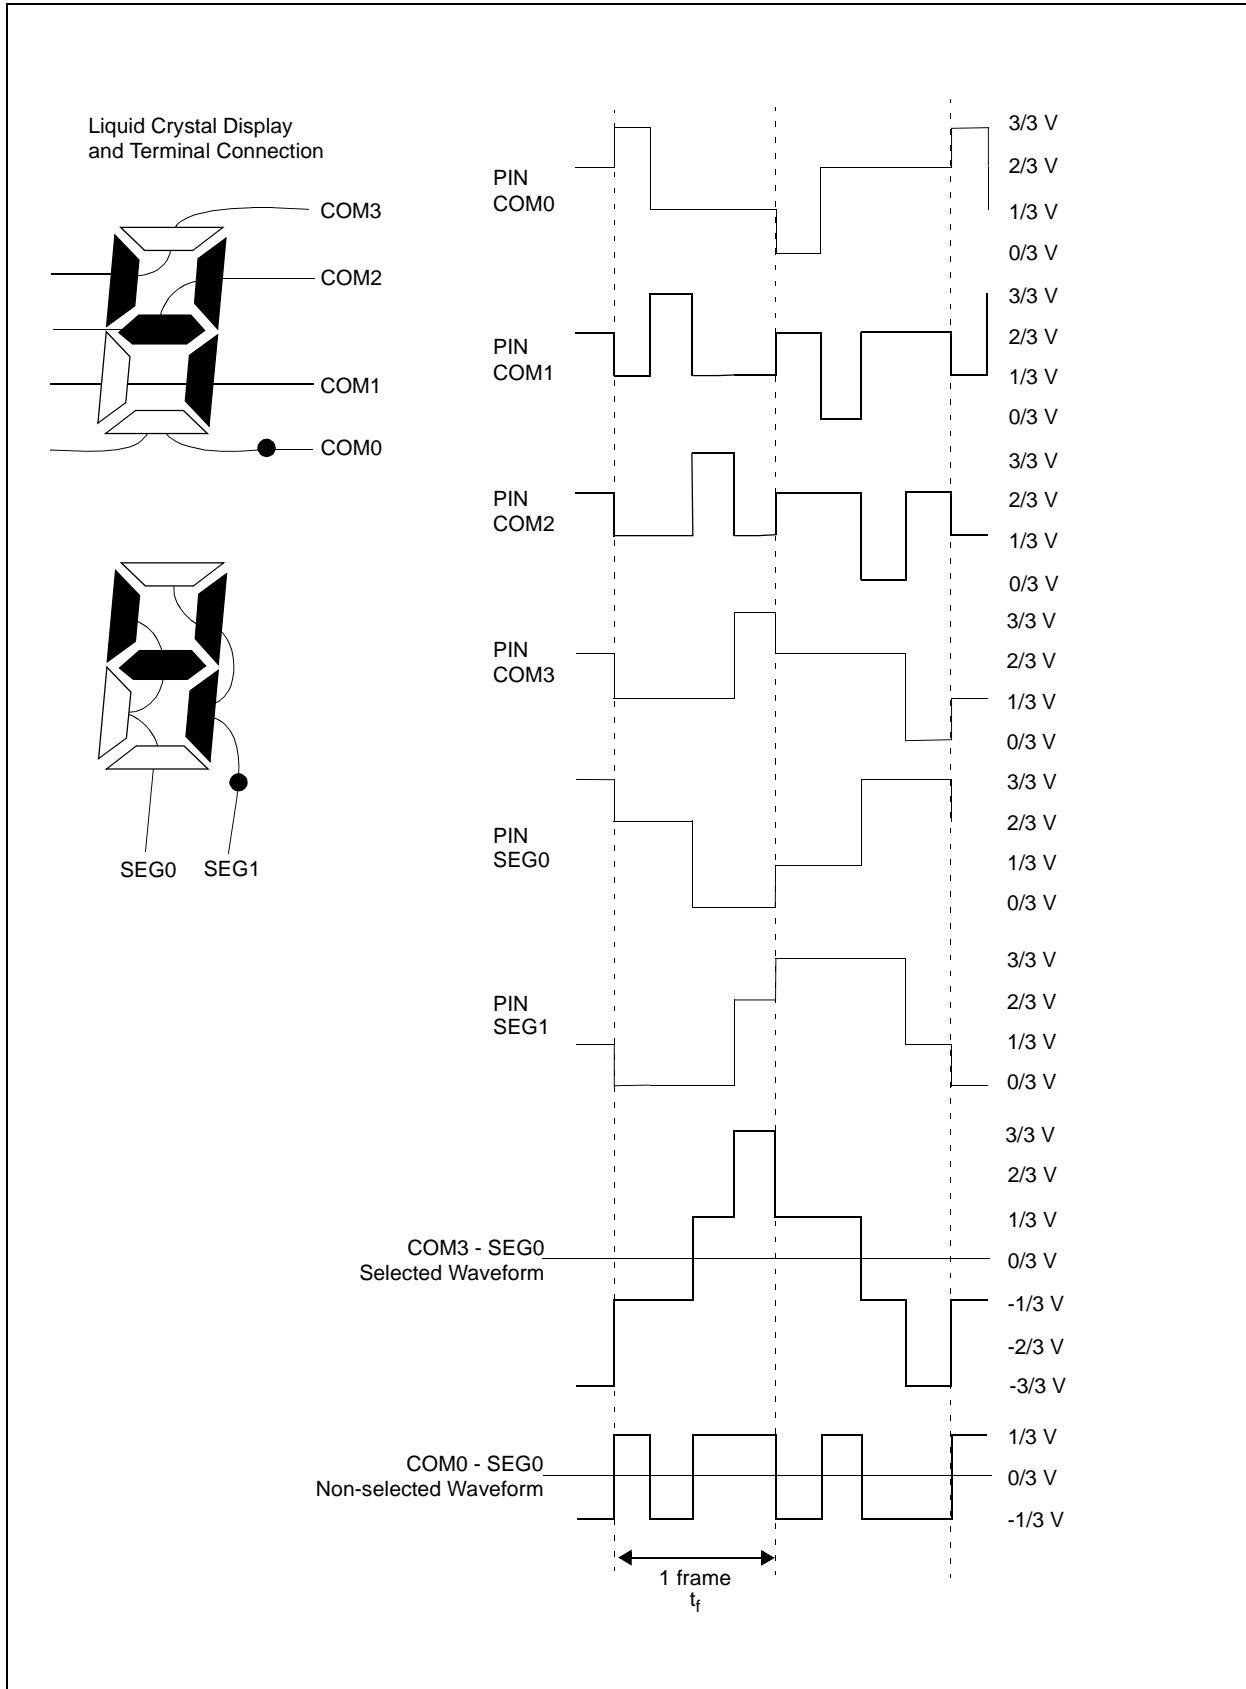 Liquid Crystal Display
and Terminal Connection
COM3
COM2
COM1
COM0
SEG0
SEG1
PIN
COM0
3/3 V
2/3 V
1/3 V
0/3 V
PIN
COM1
3/3 V
2/3 V
1/3 V
0/3 V
PIN
COM2
3/3 V
2/3 V
1/3 V
0/3 V
PIN
COM3
3/3 V
2/3 V
1/3 V
0/3 V
PIN
SEG0
3/3 V
2/3 V
1/3 V
0/3 V
PIN
SEG1
3/3 V
2/3 V
1/3 V
0/3 V
COM3 - SEG0
Selected Waveform
3/3 V
2/3 V
1/3 V
0/3 V
-1/3 V
-2/3 V
-3/3 V
COM0 - SEG0
Non-selected Waveform
1/3 V
0/3 V
-1/3 V
1 frame
tf